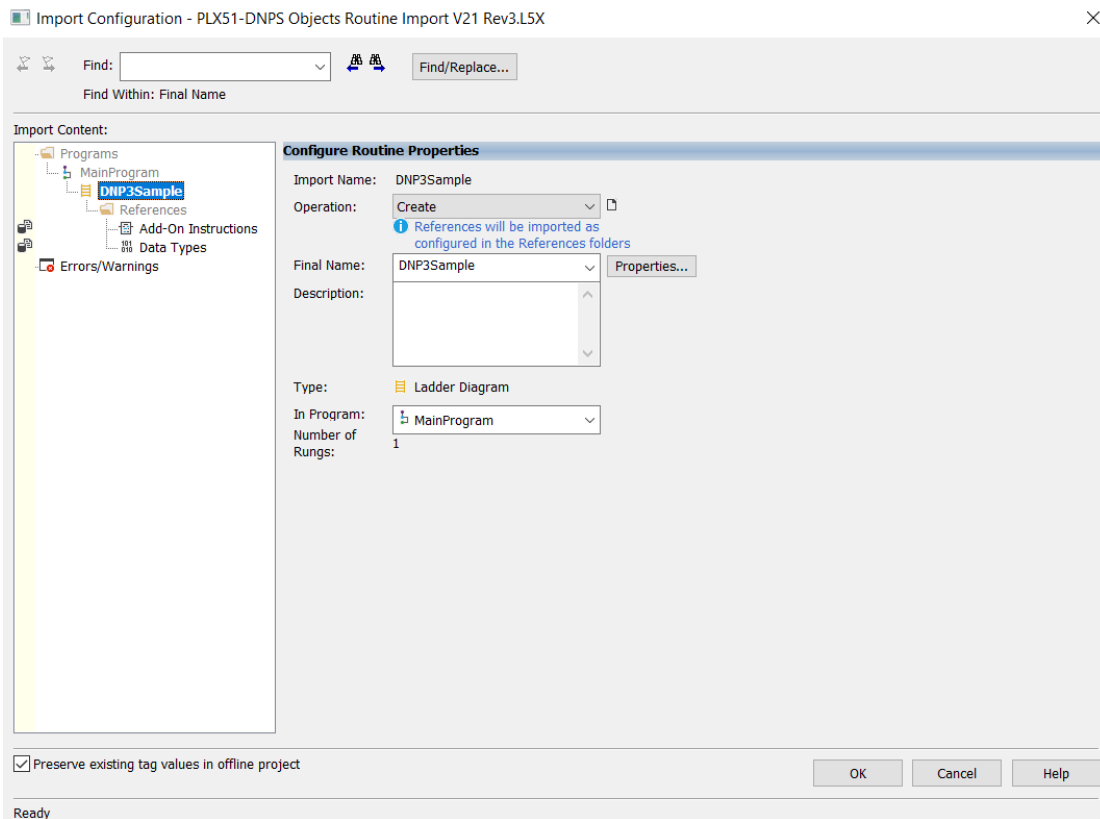 Import Configuration - PLX51-DNPS Objects Routine Import V21 Rev3.L5X
Find:
Find/Replace...
Find Within: Final Name
Import Content:
Programs
MainProgram
DNP3Sample
References
Add-On Instructions
Data Types
Errors/Warnings
Configure Routine Properties
Import Name: DNP3Sample
Operation: Create
References will be imported as
configured in the References folders
Final Name: DNP3Sample Properties...
Description:
Type: Ladder Diagram
In Program: MainProgram
Number of
Rungs: 1
Preserve existing tag values in offline project
OK Cancel Help
Ready